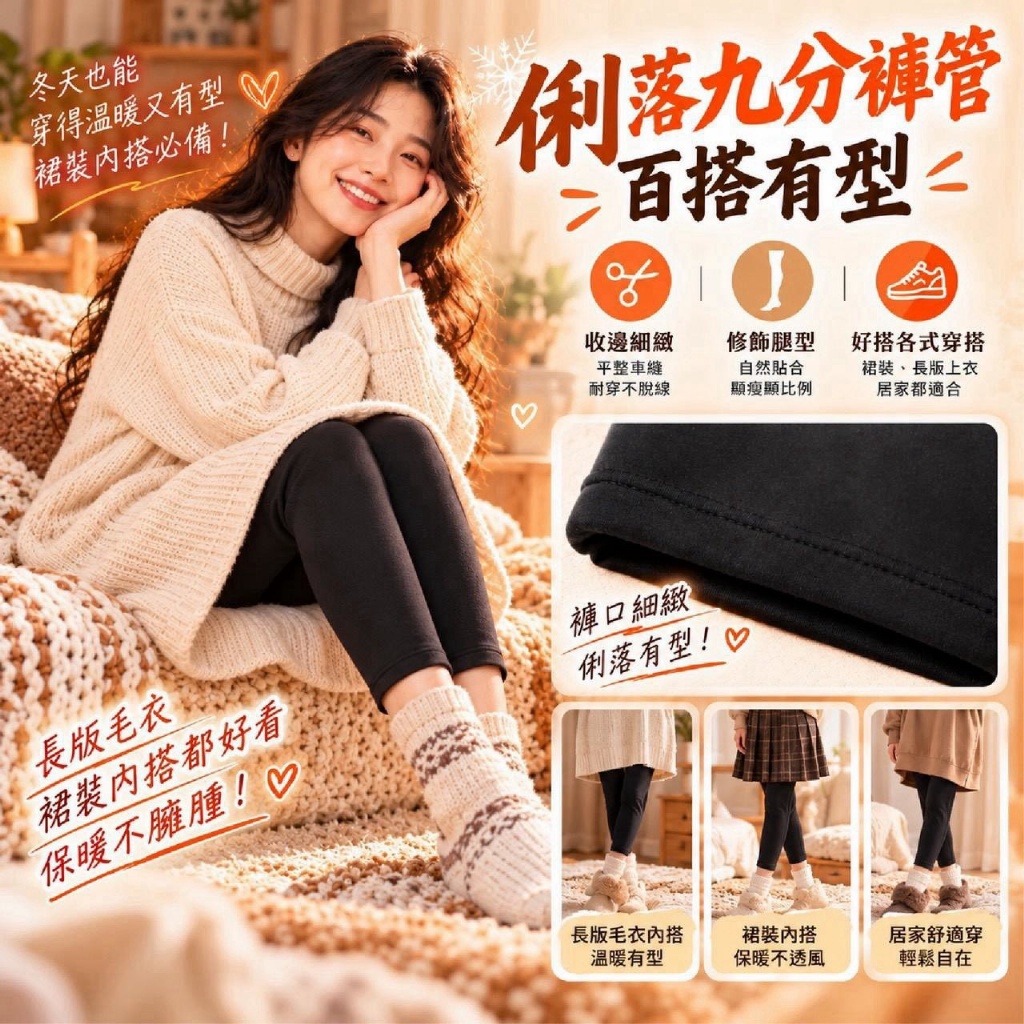 冬天也能
穿得溫暖又有型
裙裝內搭必備！
俐落九分褲管
百搭有型
收邊細緻
平整車縫
耐穿不脫線
修飾腿型
自然貼合
顯瘦顯比例
好搭各式穿搭
裙裝、長版上衣
居家都適合
褲口細緻
俐落有型！
長版毛衣
裙裝內搭都好看
保暖不臃腫！
長版毛衣內搭
溫暖有型
裙裝內搭
保暖不透風
居家舒適穿
輕鬆自在